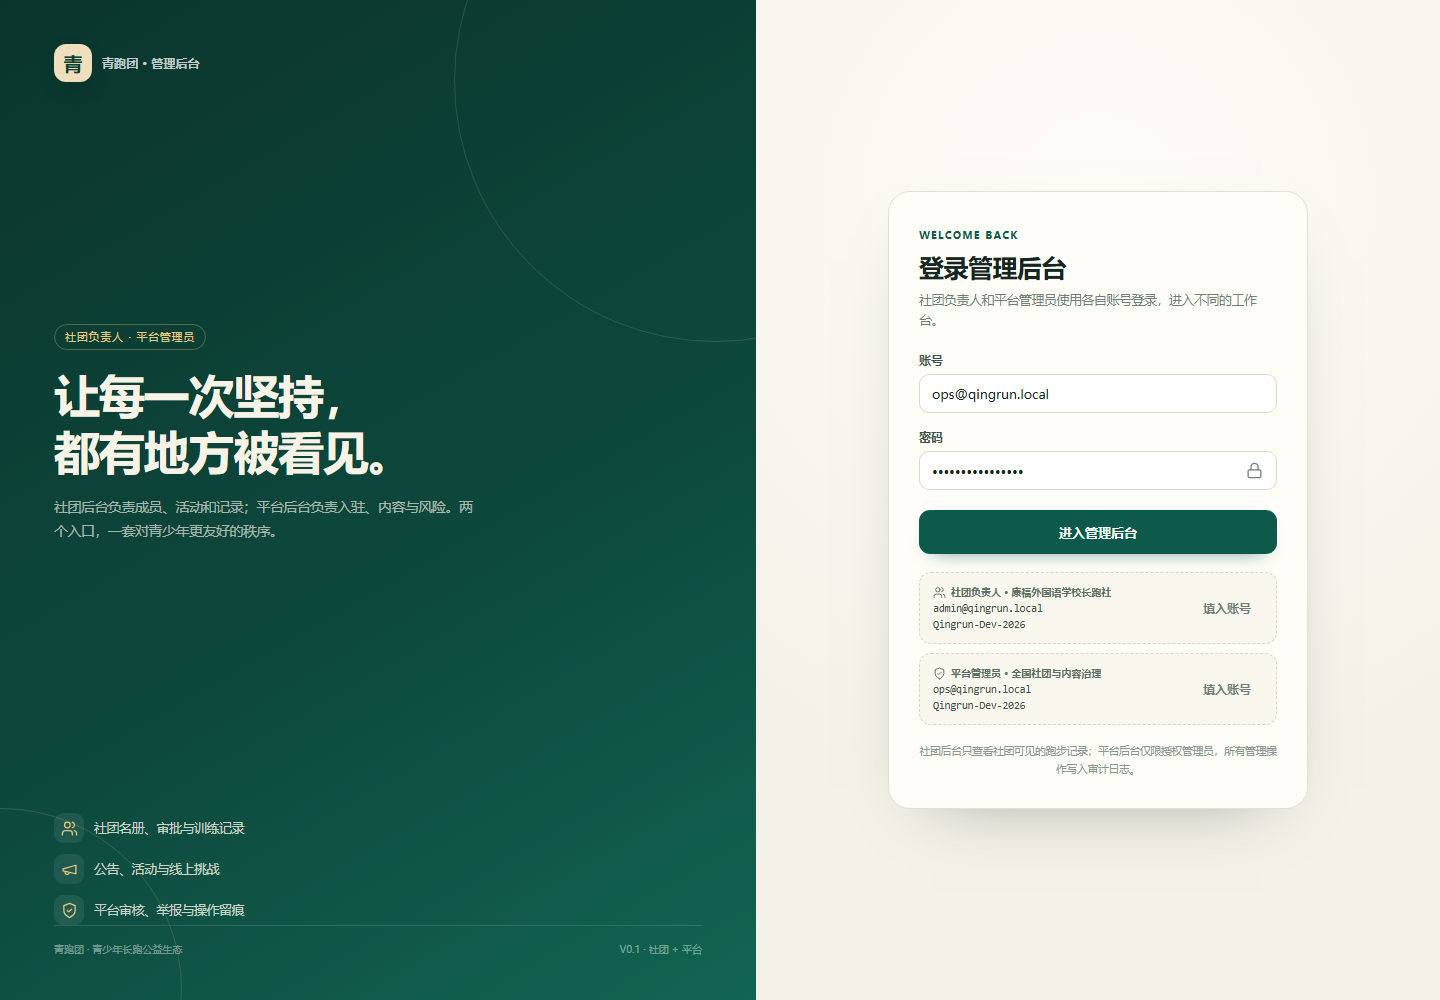 青
青跑团 • 管理后台
社团负责人 · 平台管理员
让每一次坚持，
都有地方被看见。
社团后台负责成员、活动和记录；平台后台负责入驻、内容与风险。两
个入口，一套对青少年更友好的秩序。
社团名册、审批与训练记录
公告、活动与线上挑战
平台审核、举报与操作留痕
青跑团 · 青少年长跑公益生态
V0.1 · 社团 + 平台
WELCOME BACK
登录管理后台
社团负责人和平台管理员使用各自账号登录，进入不同的工作
台。
账号
ops@qingrun.local
密码
••••••••••••••••
进入管理后台
社团负责人 • 康福外国语学校长跑社
admin@qingrun.local
Qingrun-Dev-2026
填入账号
平台管理员 • 全国社团与内容治理
ops@qingrun.local
Qingrun-Dev-2026
填入账号
社团后台只查看社团可见的跑步记录；平台后台仅限授权管理员，所有管理操
作写入审计日志。